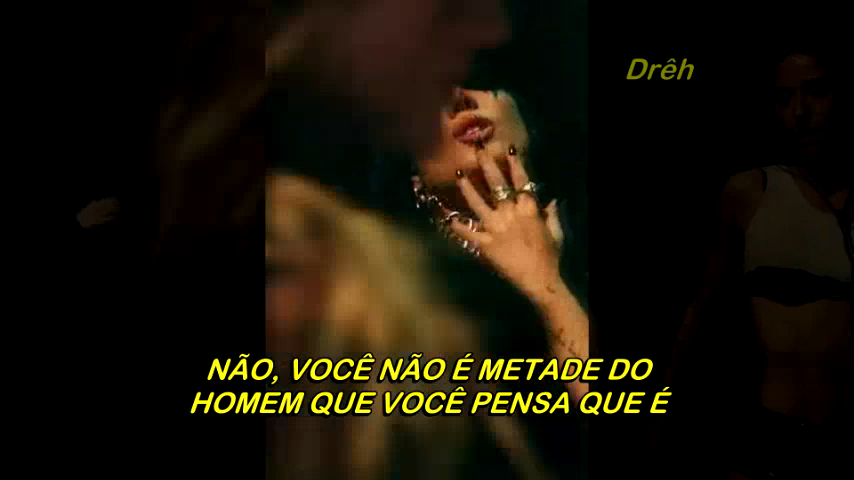 Drêh
NÃO, VOCÊ NÃO É METADE DO
HOMEM QUE VOCÊ PENSA QUE É